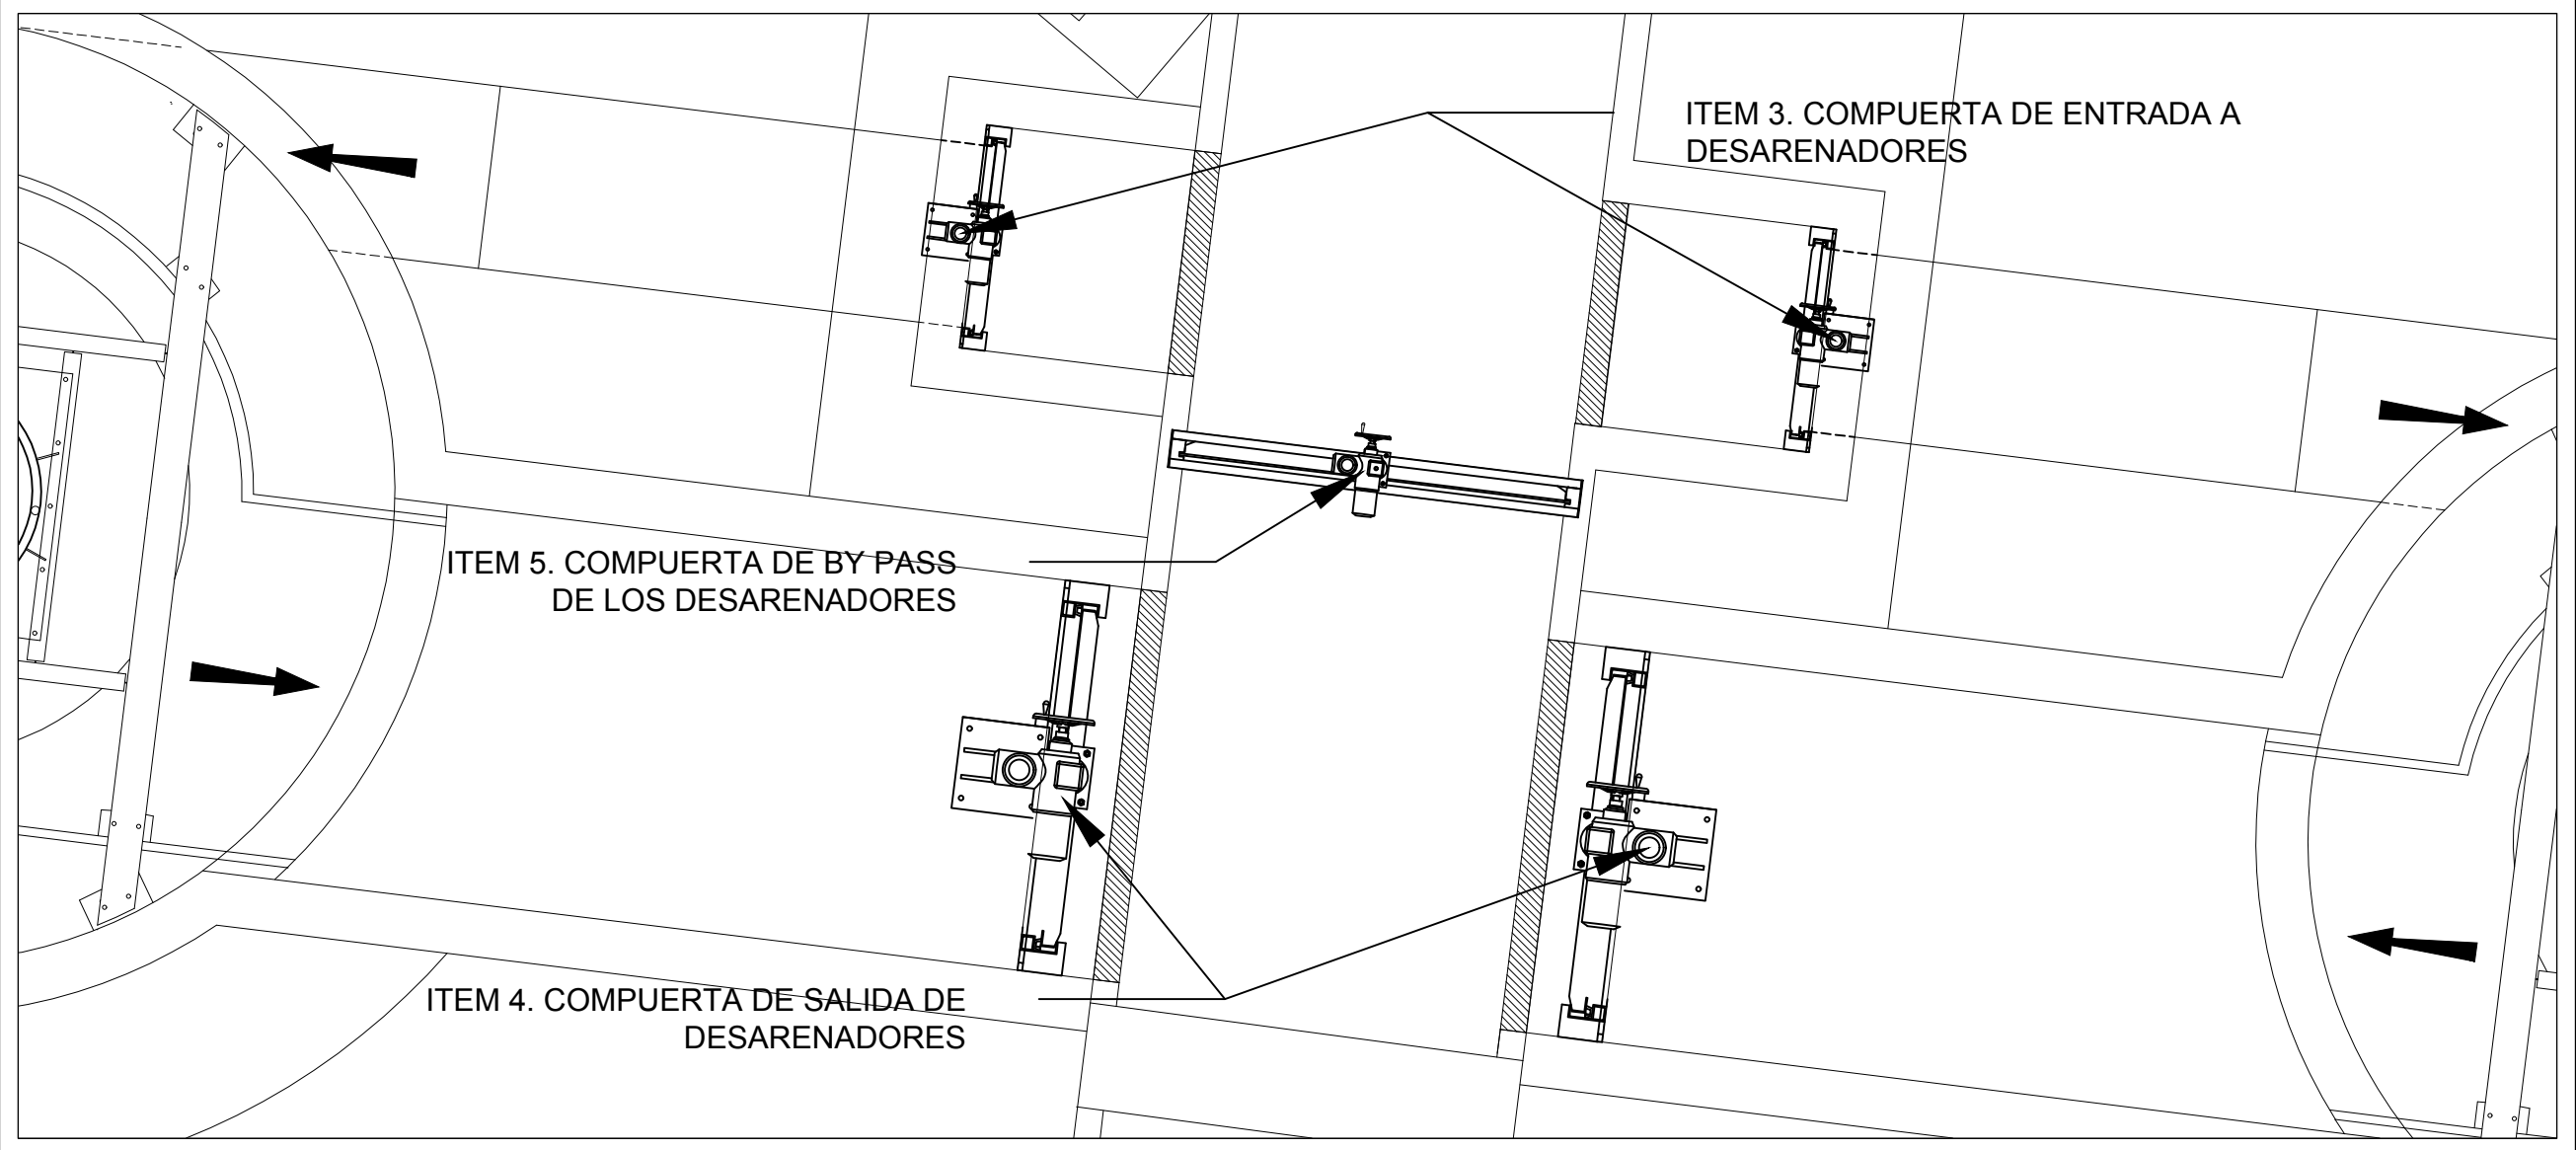 ITEM 3. COMPUERTA DE ENTRADA A
DESARENADORES
ITEM 5. COMPUERTA DE BY PASS
DE LOS DESARENADORES
ITEM 4. COMPUERTA DE SALIDA DE
DESARENADORES